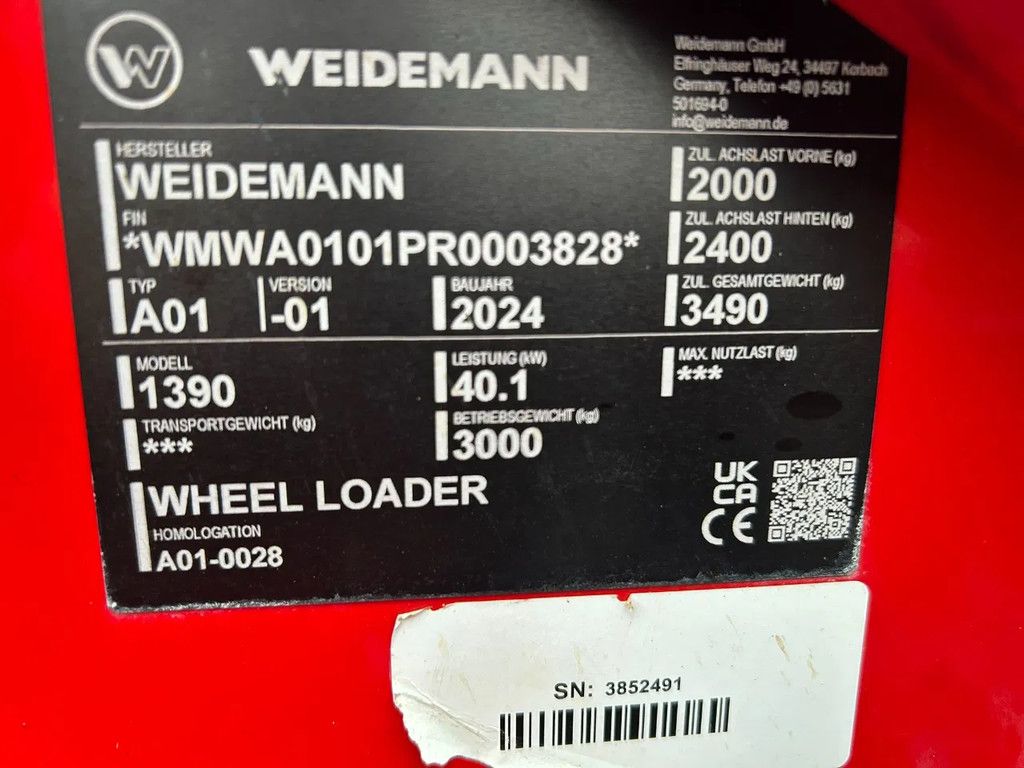 W WEIDEMANN
Weidemann GmbH
Elfringhäuser Weg 24, 34497 Korbach
Germany, Telefon +49 (0) 5631
501694-0
info@weidemann.de
HERSTELLER
WEIDEMANN
FIN
*WMWA0101PR0003828*
TYP
A01
VERSION
-01
BAUJAHR
2024
ZUL. ACHSLAST VORNE (kg)
2000
ZUL. ACHSLAST HINTEN (kg)
2400
ZUL. GESAMTGEWICHT (kg)
3490
MODELL
1390
LEISTUNG (kW)
40.1
MAX. NUTZLAST (kg)
***
TRANSPORTGEWICHT (kg)
***
BETRIEBSGEWICHT (kg)
3000
WHEEL LOADER
HOMOLOGATION
A01-0028
UK
CA
CE
SN: 3852491